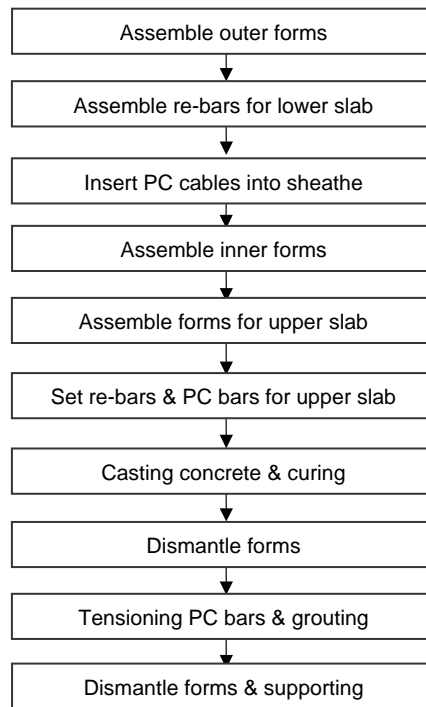 Assemble outer forms
Assemble re-bars for lower slab
Insert PC cables into sheathe
Assemble inner forms
Assemble forms for upper slab
Set re-bars & PC bars for upper slab
Casting concrete & curing
Dismantle forms
Tensioning PC bars & grouting
Dismantle forms & supporting